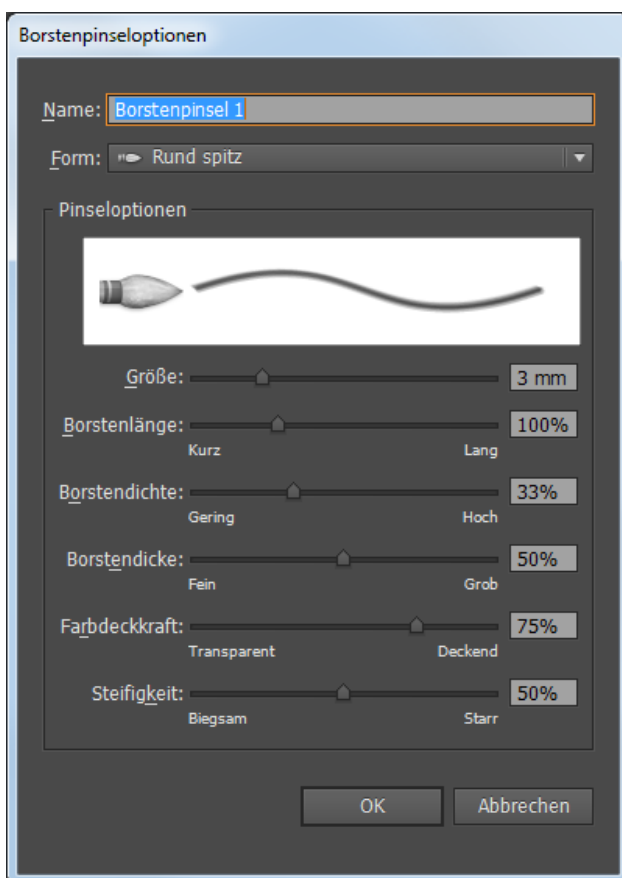 Borstenpinseloptionen
Name: Borstenpinsel 1
Form: Rund spitz
Pinseloptionen
Größe: 3 mm
Borstenlänge: 100%
Kurz Lang
Borstendichte: 33%
Gering Hoch
Borstendicke: 50%
Fein Grob
Farbdeckkraft: 75%
Transparent Deckend
Steifigkeit: 50%
Biegsam Starr
OK Abbrechen